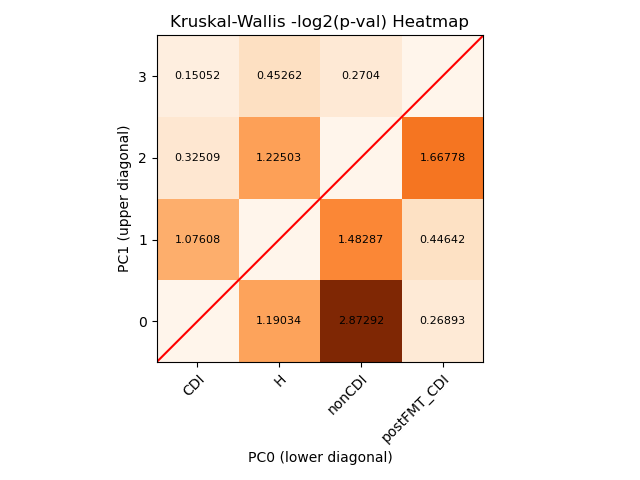 Kruskal-Wallis -log2(p-val) Heatmap
3
0.15052 0.45262 0.2704
2
0.32509 1.22503 1.66778
PC1 (upper diagonal)
1
1.07608 1.48287 0.44642
0
1.19034 2.87292 0.26893
CDI H nonCDI postFMT_CDI
PC0 (lower diagonal)